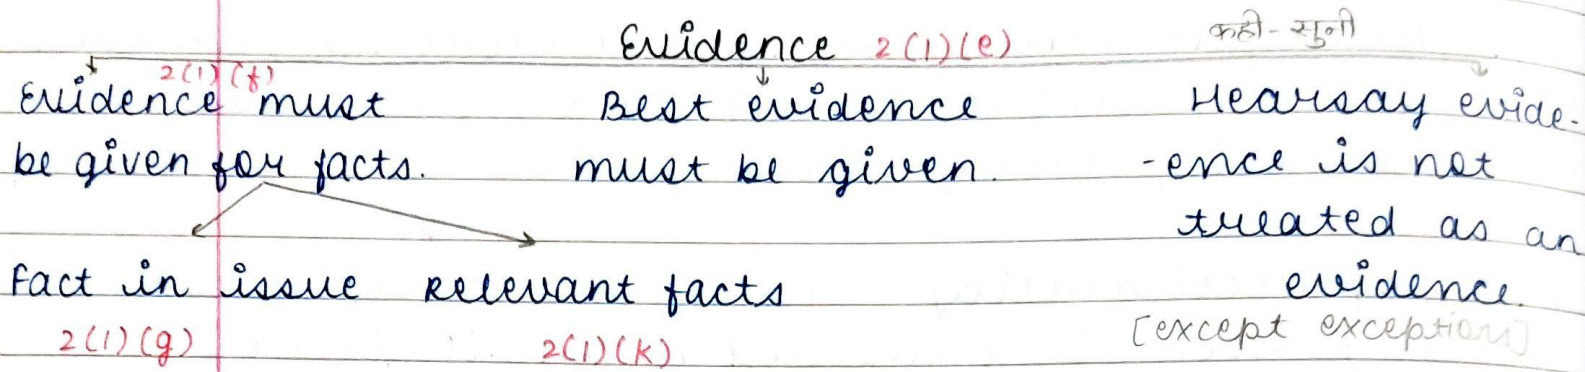 Evidence 2(1)(e) कही-सुनी
2(1)(f)
Evidence must Best evidence Hearsay evide-
be given for facts. must be given. -ence is not
treated as an
Fact in issue Relevant facts evidence.
2(1)(g) 2(1)(k) [except exception]